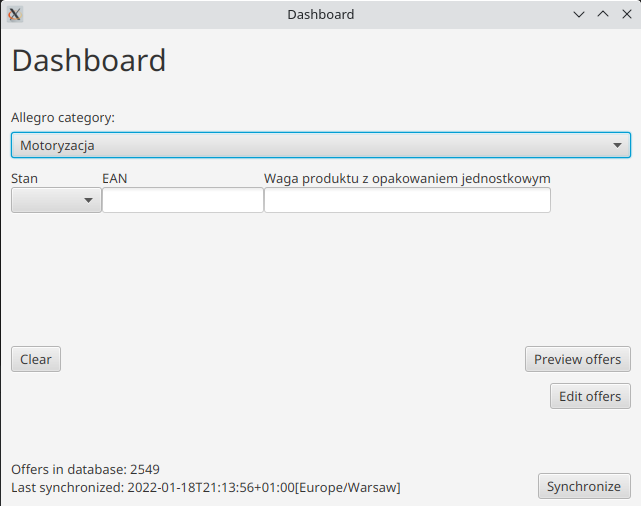 Dashboard
Dashboard
Allegro category:
Motoryzacja
Stan EAN Waga produktu z opakowaniem jednostkowym
Clear Preview offers
Edit offers
Offers in database: 2549
Last synchronized: 2022-01-18T21:13:56+01:00[Europe/Warsaw]
Synchronize